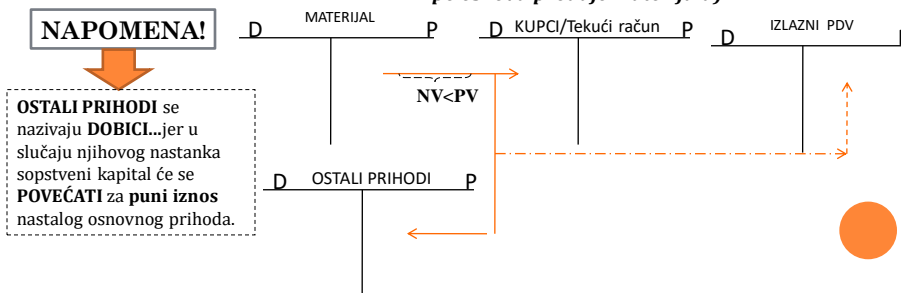 NAPOMENA!
OSTALI PRIHODI se
nazivaju DOBICI...jer u
slučaju njihovog nastanka
sopstveni kapital će se
POVEĆATI za puni iznos
nastalog osnovnog prihoda.
D MATERIJAL P
D KUPCI/Tekući račun P
D IZLAZNI PDV
NV<PV
D OSTALI PRIHODI P